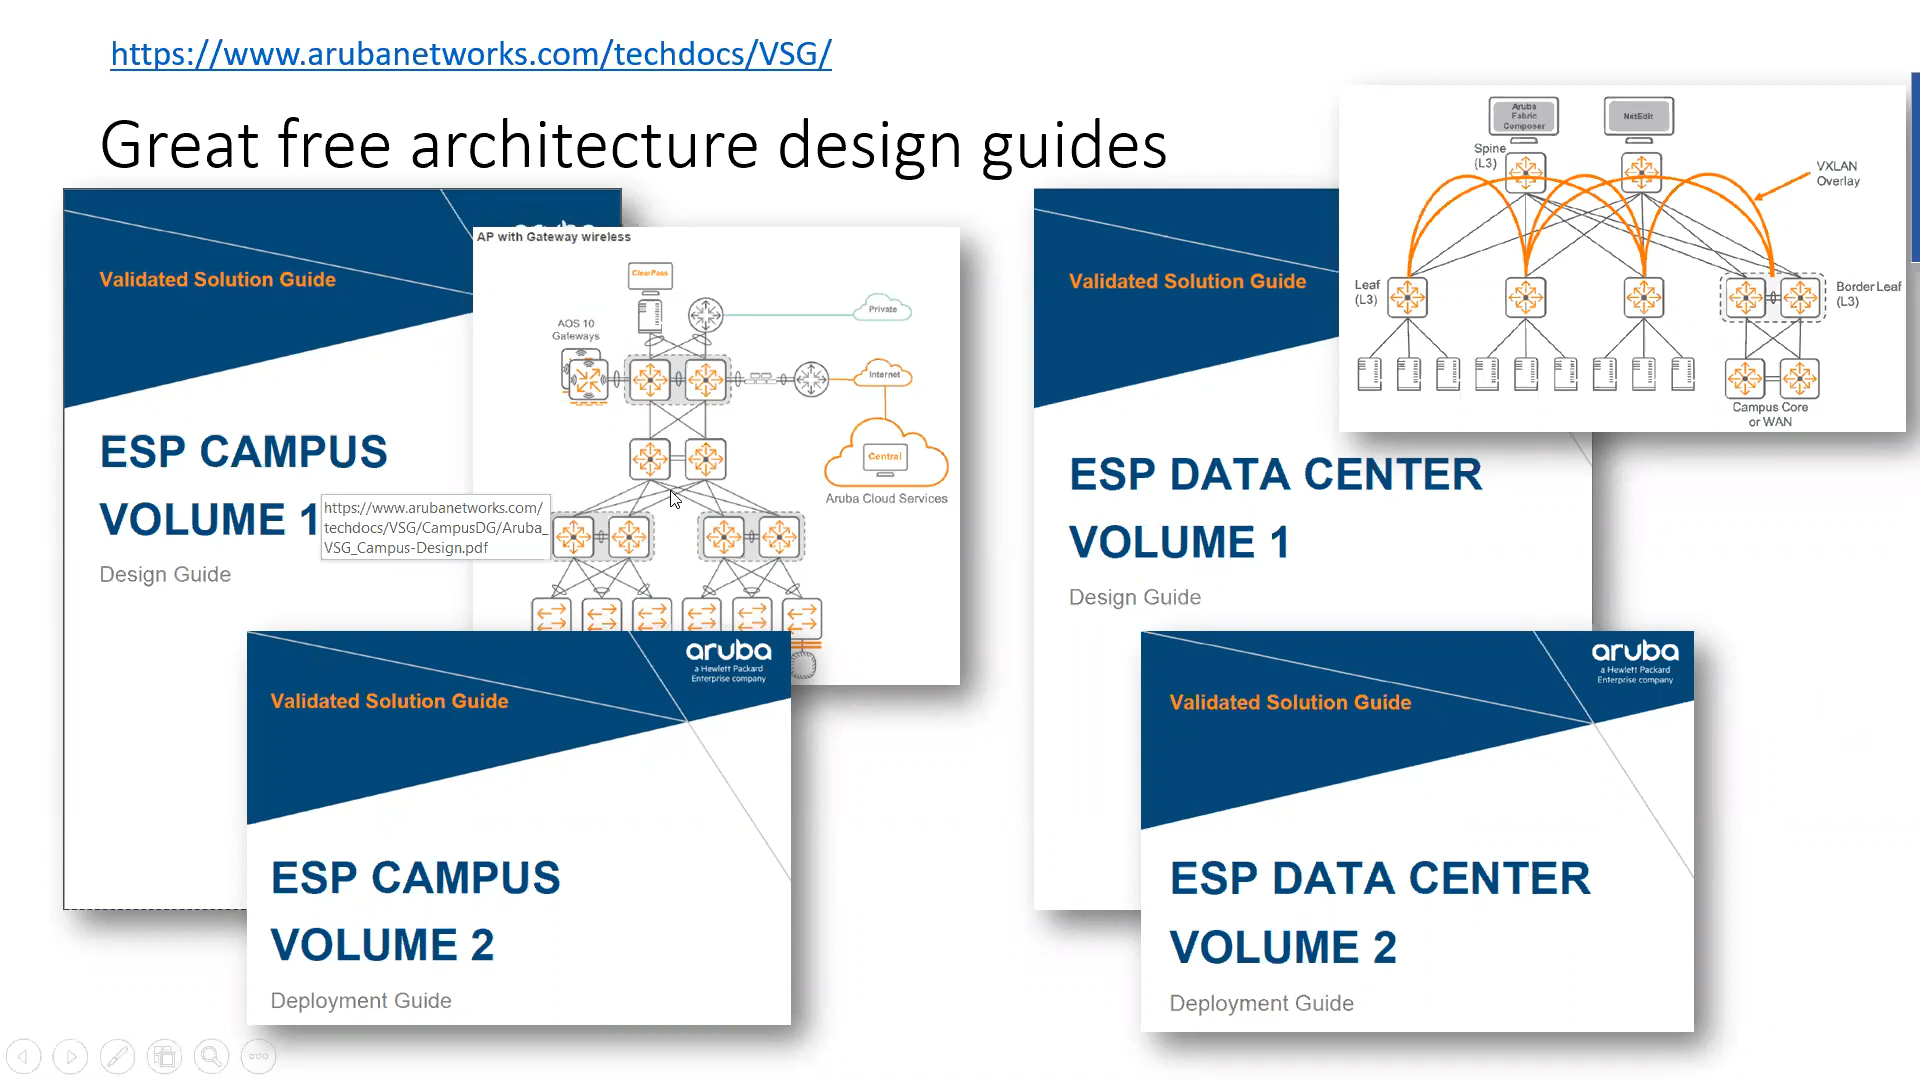 https://www.arubanetworks.com/techdocs/VSG/
Great free architecture design guides
Validated Solution Guide
ESP CAMPUS
VOLUME 1
Design Guide
https://www.arubanetworks.com/
techdocs/VSG/CampusDG/Aruba_
VSG_Campus-Design.pdf
AP with Gateway wireless
ClearPass
AOS 10
Gateways
Private
Internet
Central
Aruba Cloud Services
aruba
a Hewlett Packard
Enterprise company
Validated Solution Guide
ESP CAMPUS
VOLUME 2
Deployment Guide
Validated Solution Guide
ESP DATA CENTER
VOLUME 1
Design Guide
Aruba
Fabric
Composer
NetEdit
Spine
(L3)
VXLAN
Overlay
Leaf
(L3)
Border Leaf
(L3)
Campus Core
or WAN
aruba
a Hewlett Packard
Enterprise company
Validated Solution Guide
ESP DATA CENTER
VOLUME 2
Deployment Guide